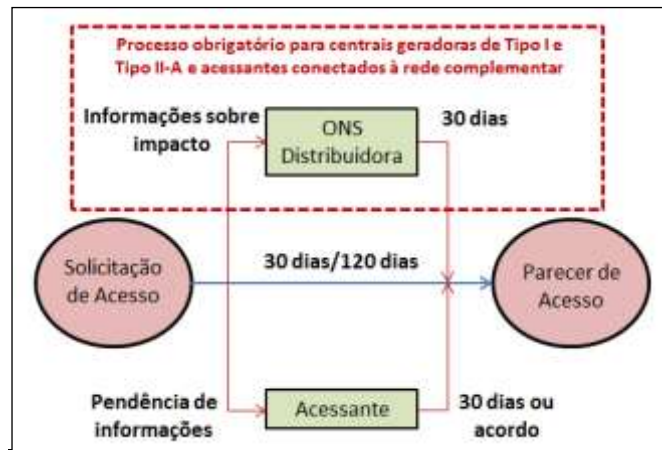 Processo obrigatório para centrais geradoras de Tipo I e
Tipo II-A e acessantes conectados à rede complementar
Informações sobre
impacto
ONS
Distribuidora
30 dias
Solicitação
de Acesso
30 dias/120 dias
Parecer de
Acesso
Pendência de
informações
Acessante
30 dias ou
acordo